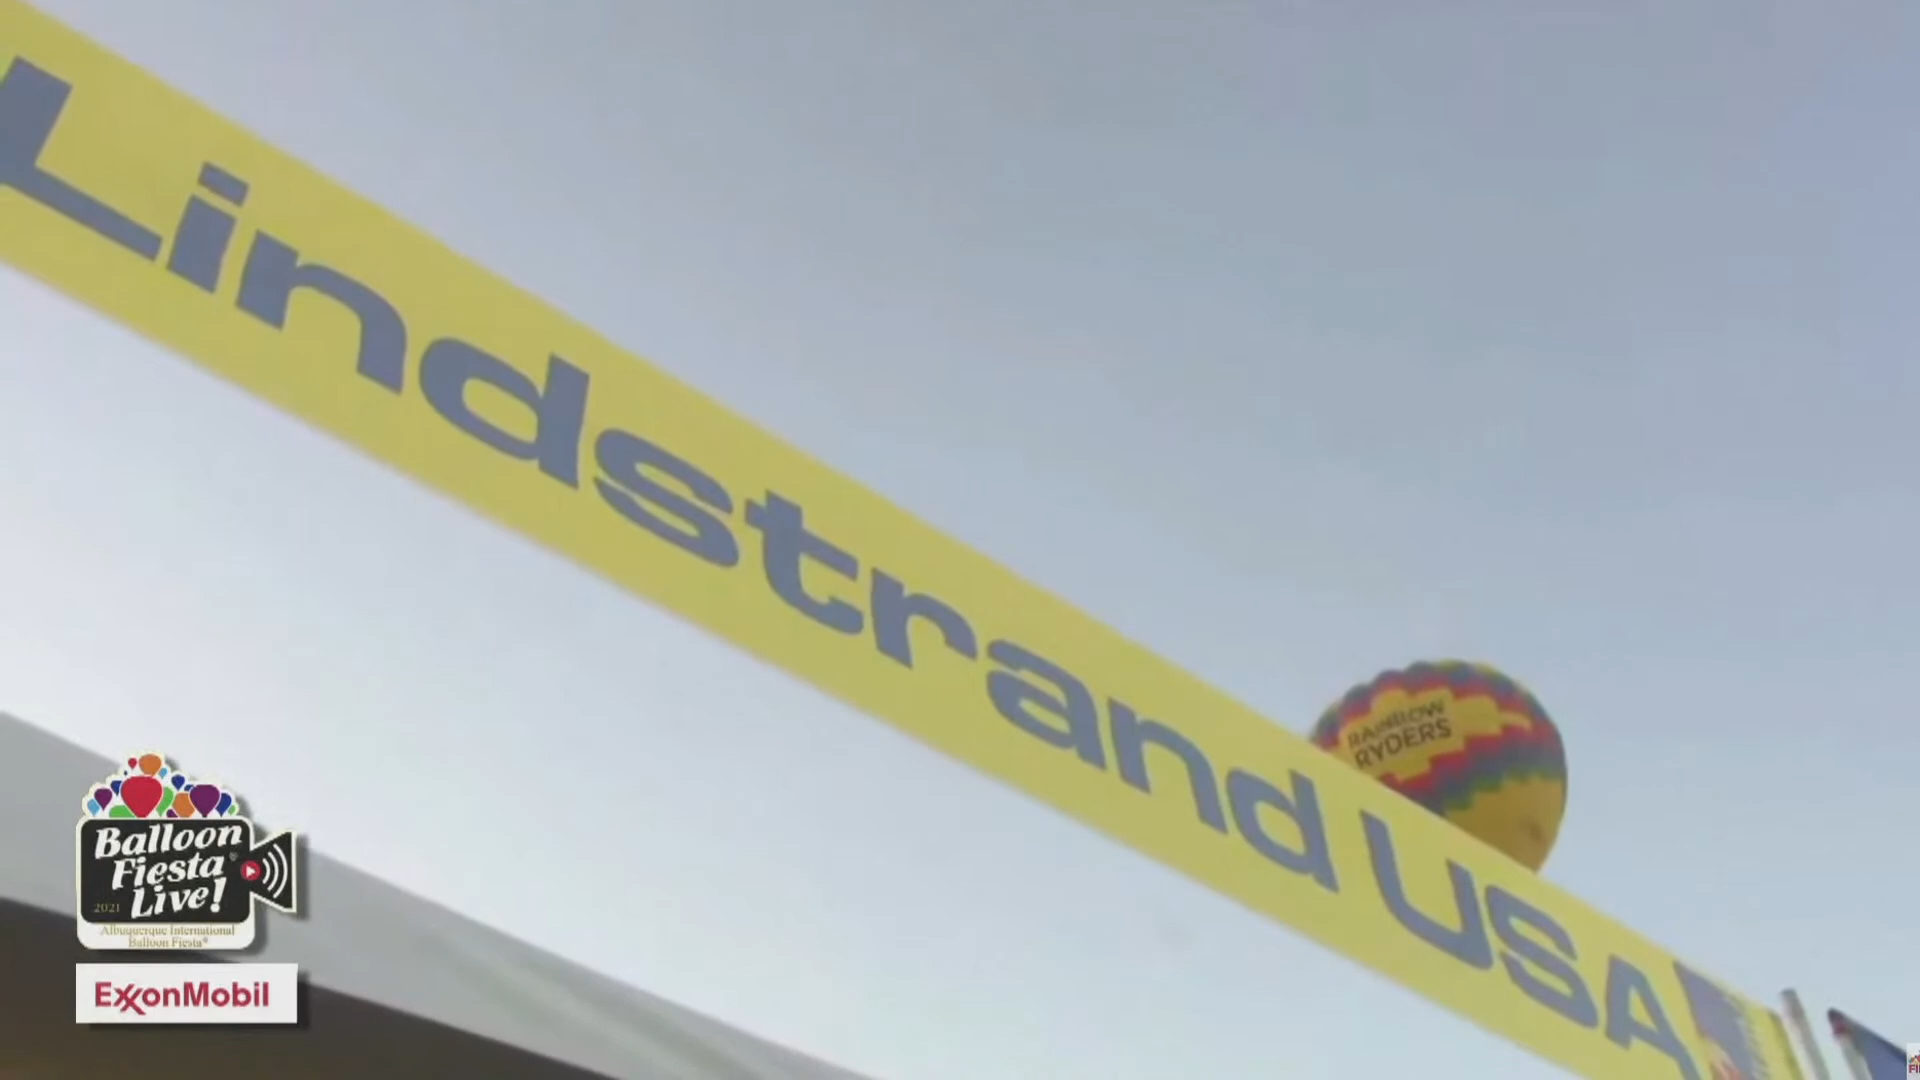 Lindstrand USA
RAINBOW
RYDERS
Balloon
Fiesta®
Live!
2021
Albuquerque International
Balloon Fiesta®
ExxonMobil